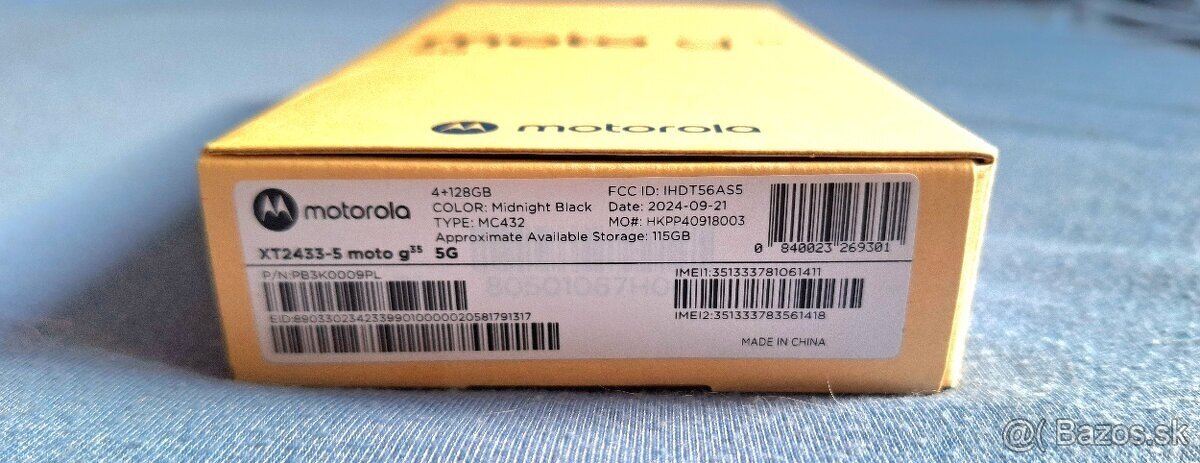 motorola
motorola
4+128GB
COLOR: Midnight Black
TYPE: MC432
Approximate Available Storage: 115GB
FCC ID: IHDT56AS5
Date: 2024-09-21
MO#: HKPP40918003
XT2433-5 moto g35 5G
0 840023 269301
P/N:PB3K0009PL
IMEI1:351333781061411
EID:89033023423399010000020581791317
IMEI2:351333783561418
MADE IN CHINA
@( Bazos.sk